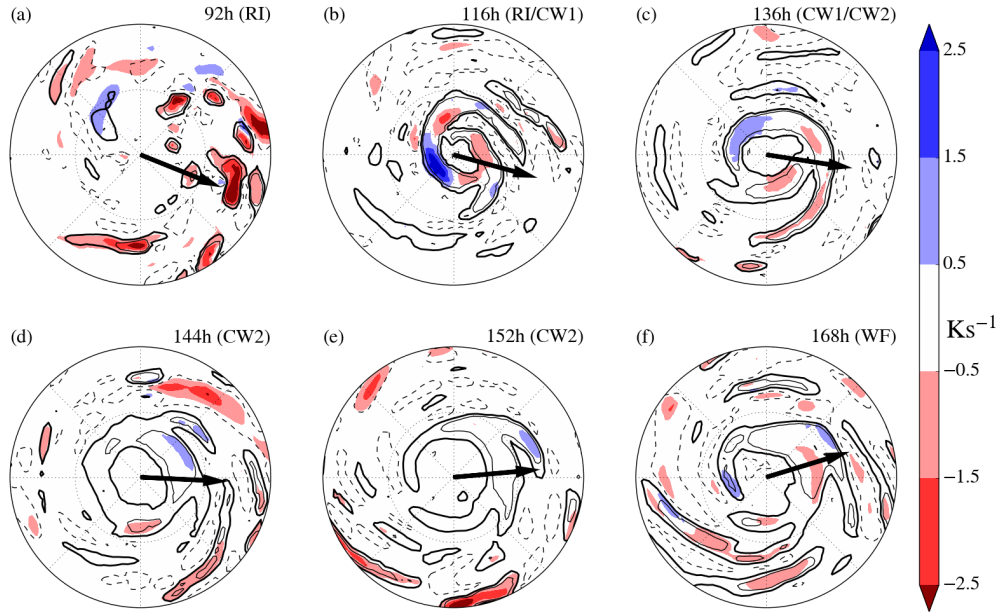 (a) 92h (RI)
(b) 116h (RI/CW1)
(c) 136h (CW1/CW2)
(d) 144h (CW2)
(e) 152h (CW2)
(f) 168h (WF)
2.5
1.5
0.5
Ks⁻¹
−0.5
−1.5
−2.5